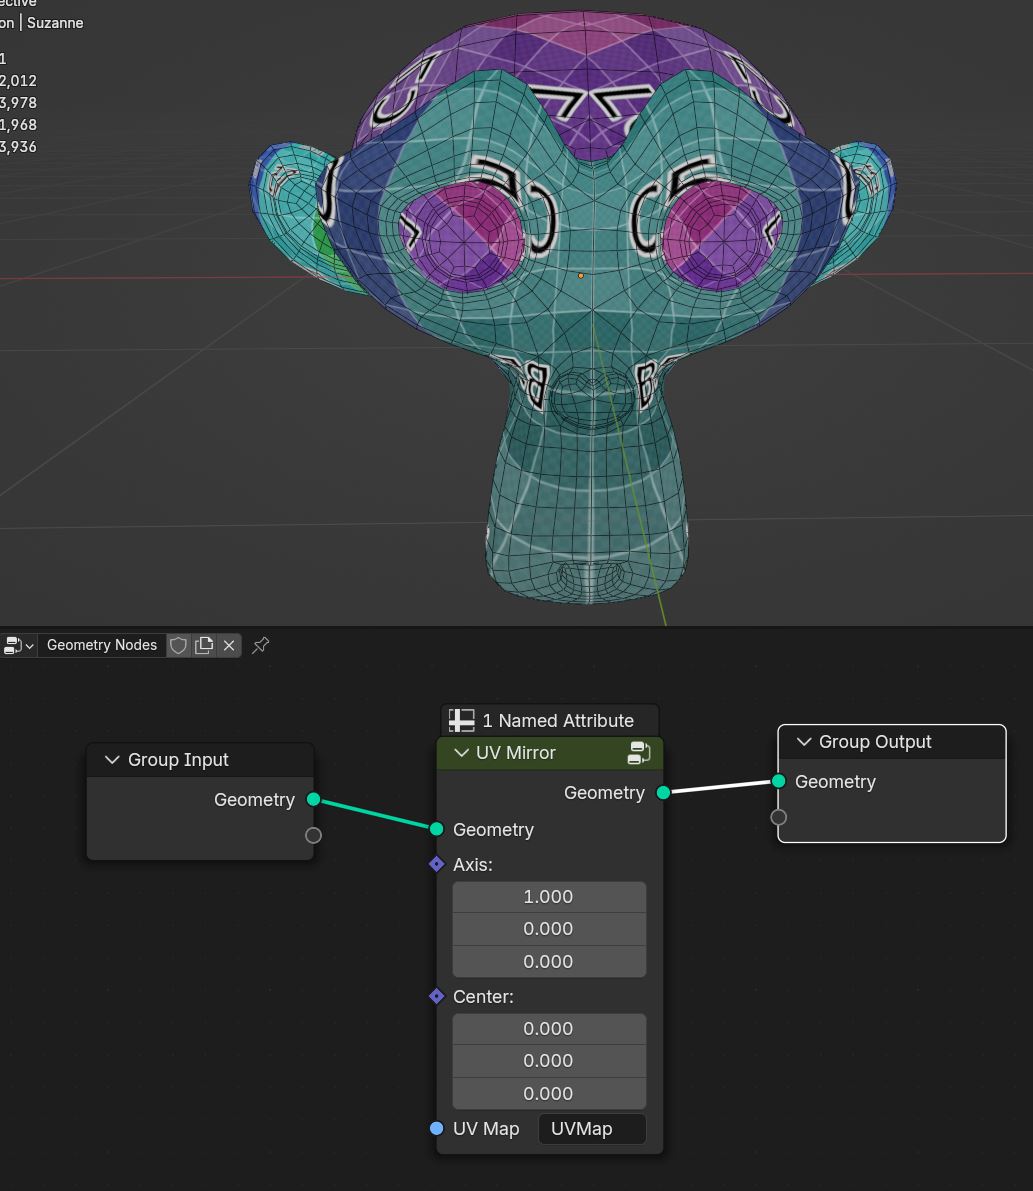 ective
on | Suzanne
1
2,012
3,978
1,968
3,936
B B
Geometry Nodes
1 Named Attribute
UV Mirror
Group Input
Group Output
Geometry
Geometry
Geometry
Geometry
Axis:
1.000
0.000
0.000
Center:
0.000
0.000
0.000
UV Map UVMap